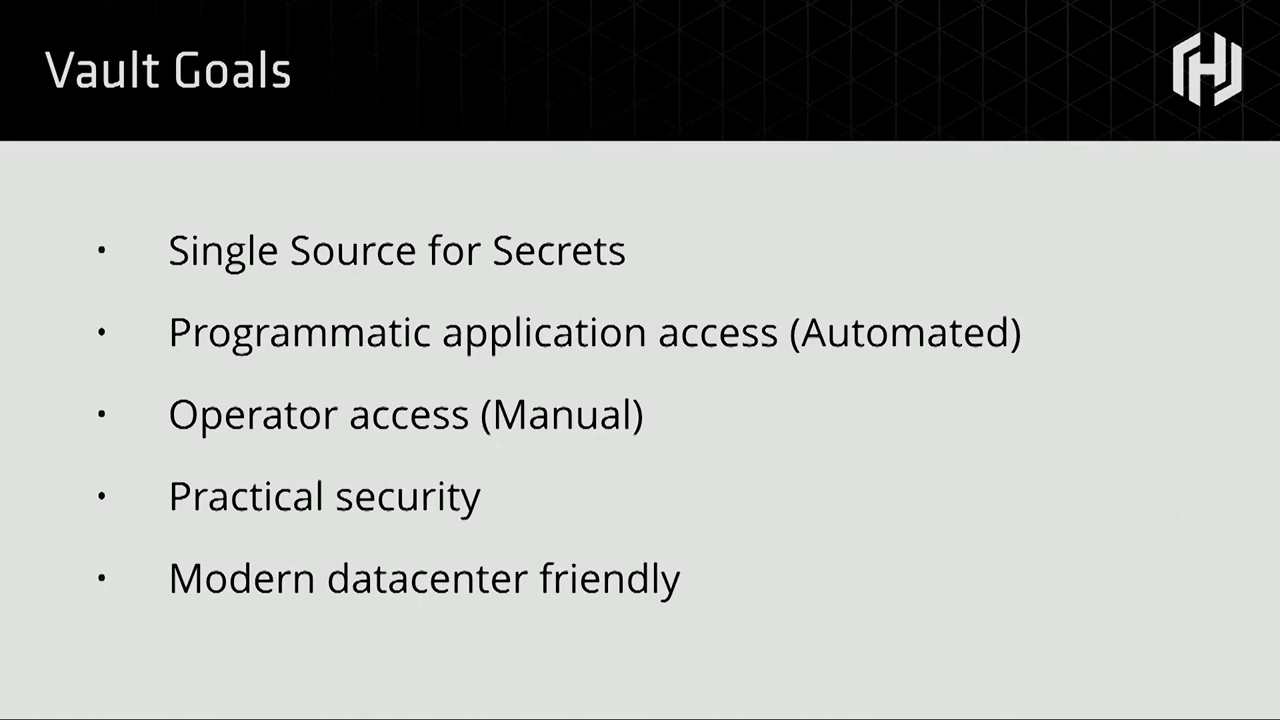 Vault Goals
• Single Source for Secrets
• Programmatic application access (Automated)
• Operator access (Manual)
• Practical security
• Modern datacenter friendly